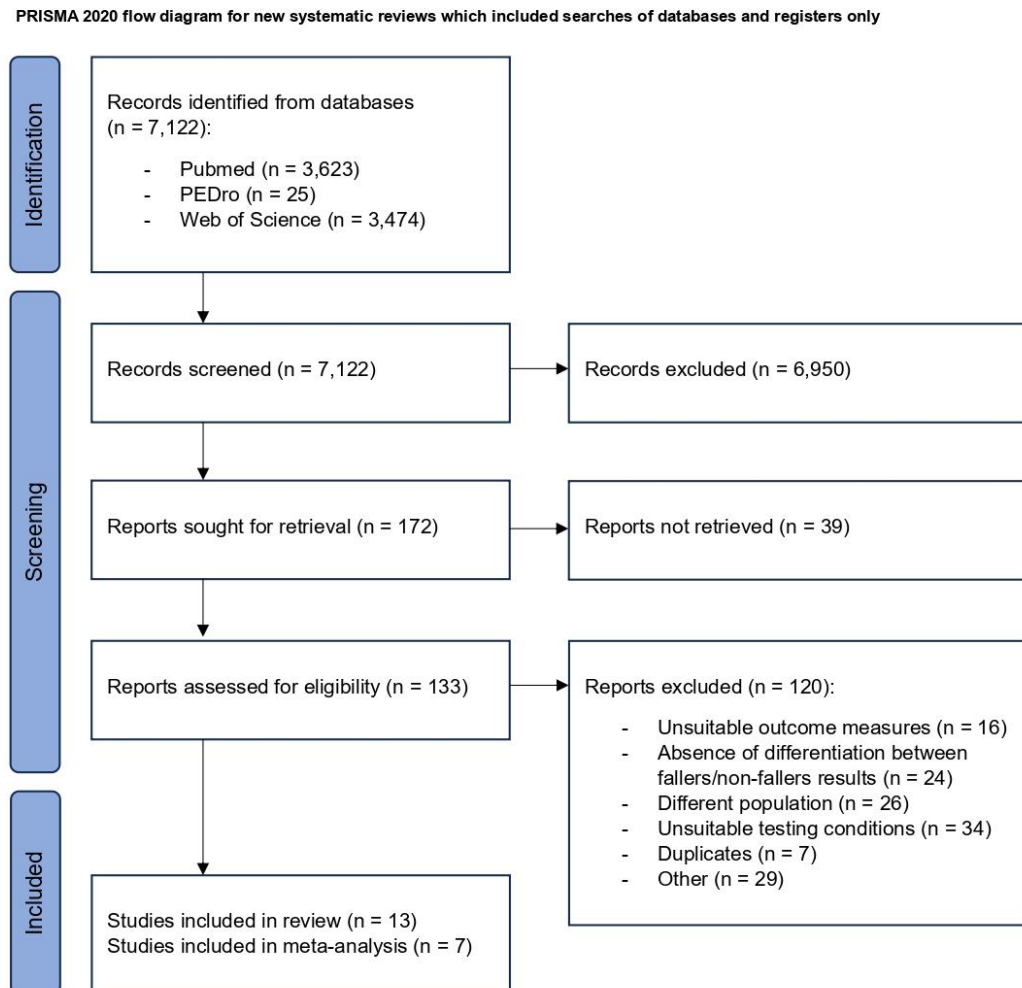 PRISMA 2020 flow diagram for new systematic reviews which included searches of databases and registers only
Identification
Records identified from databases
(n = 7,122):
- Pubmed (n = 3,623)
- PEDro (n = 25)
- Web of Science (n = 3,474)
Screening
Records screened (n = 7,122)
Records excluded (n = 6,950)
Reports sought for retrieval (n = 172)
Reports not retrieved (n = 39)
Reports assessed for eligibility (n = 133)
Reports excluded (n = 120):
- Unsuitable outcome measures (n = 16)
- Absence of differentiation between
fallers/non-fallers results (n = 24)
- Different population (n = 26)
- Unsuitable testing conditions (n = 34)
- Duplicates (n = 7)
- Other (n = 29)
Included
Studies included in review (n = 13)
Studies included in meta-analysis (n = 7)